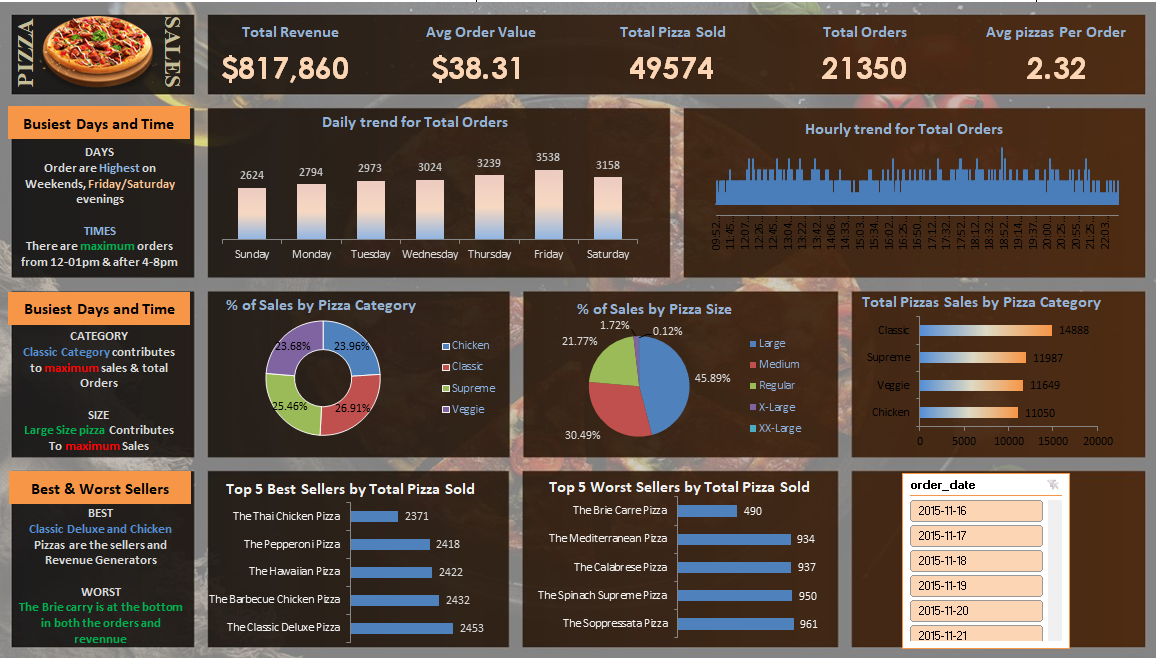 PIZZA
SALES
Total Revenue
$817,860
Avg Order Value
$38.31
Total Pizza Sold
49574
Total Orders
21350
Avg pizzas Per Order
2.32
Busiest Days and Time
DAYS
Order are Highest on
Weekends, Friday/Saturday
evenings
TIMES
There are maximum orders
from 12-01pm & after 4-8pm
Daily trend for Total Orders
2624
2794
2973
3024
3239
3538
3158
Sunday
Monday
Tuesday
Wednesday
Thursday
Friday
Saturday
Hourly trend for Total Orders
09:52…
11:45…
12:07…
12:26…
12:45…
13:04…
13:22…
13:42…
14:06…
14:33…
15:03…
15:34…
16:02…
16:25…
16:50…
17:12…
17:32…
17:52…
18:12…
18:32…
18:52…
19:14…
19:37…
20:00…
20:25…
20:55…
21:25…
22:03…
Busiest Days and Time
CATEGORY
Classic Category contributes
to maximum sales & total
Orders
SIZE
Large Size pizza Contributes
To maximum Sales
% of Sales by Pizza Category
23.68%
23.96%
25.46%
26.91%
Chicken
Classic
Supreme
Veggie
% of Sales by Pizza Size
1.72%
0.12%
21.77%
45.89%
30.49%
Large
Medium
Regular
X-Large
XX-Large
Total Pizzas Sales by Pizza Category
Classic
14888
Supreme
11987
Veggie
11649
Chicken
11050
0
5000
10000
15000
20000
Best & Worst Sellers
BEST
Classic Deluxe and Chicken
Pizzas are the sellers and
Revenue Generators
WORST
The Brie carry is at the bottom
in both the orders and
revennue
Top 5 Best Sellers by Total Pizza Sold
The Thai Chicken Pizza
2371
The Pepperoni Pizza
2418
The Hawaiian Pizza
2422
The Barbecue Chicken Pizza
2432
The Classic Deluxe Pizza
2453
Top 5 Worst Sellers by Total Pizza Sold
The Brie Carre Pizza
490
The Mediterranean Pizza
934
The Calabrese Pizza
937
The Spinach Supreme Pizza
950
The Soppressata Pizza
961
order_date
2015-11-16
2015-11-17
2015-11-18
2015-11-19
2015-11-20
2015-11-21